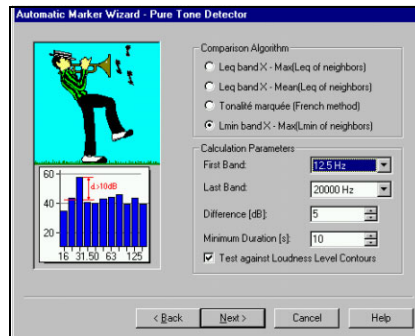 Automatic Marker Wizard - Pure Tone Detector
Comparison Algorithm
Leq band X - Max(Leq of neighbors)
Leq band X - Mean(Leq of neighbors)
Tonalité marquée (French method)
Lmin band X - Max(Lmin of neighbors)
Calculation Parameters
First Band: 12.5 Hz
Last Band: 20000 Hz
Difference [dB]: 5
Minimum Duration [s]: 10
Test against Loudness Level Contours
60
d>10dB
40
20
16 31,50 63 125
< Back Next > Cancel Help